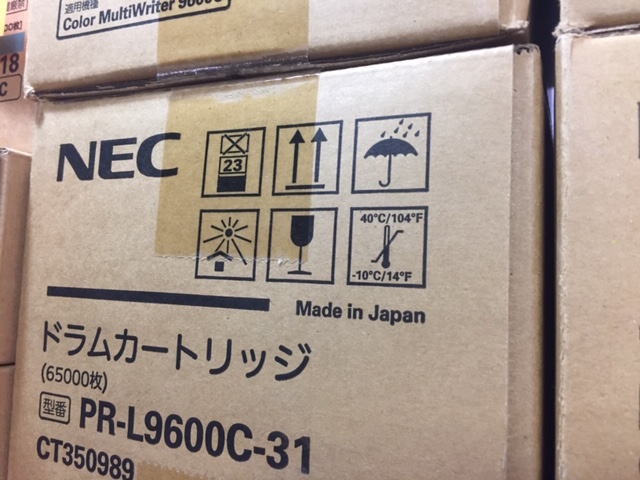 適用機種
Color MultiWriter 9600C
18
C
NEC
23
40°C/104°F
-10°C/14°F
Made in Japan
ドラムカートリッジ
(65000枚)
型番 PR-L9600C-31
CT350989